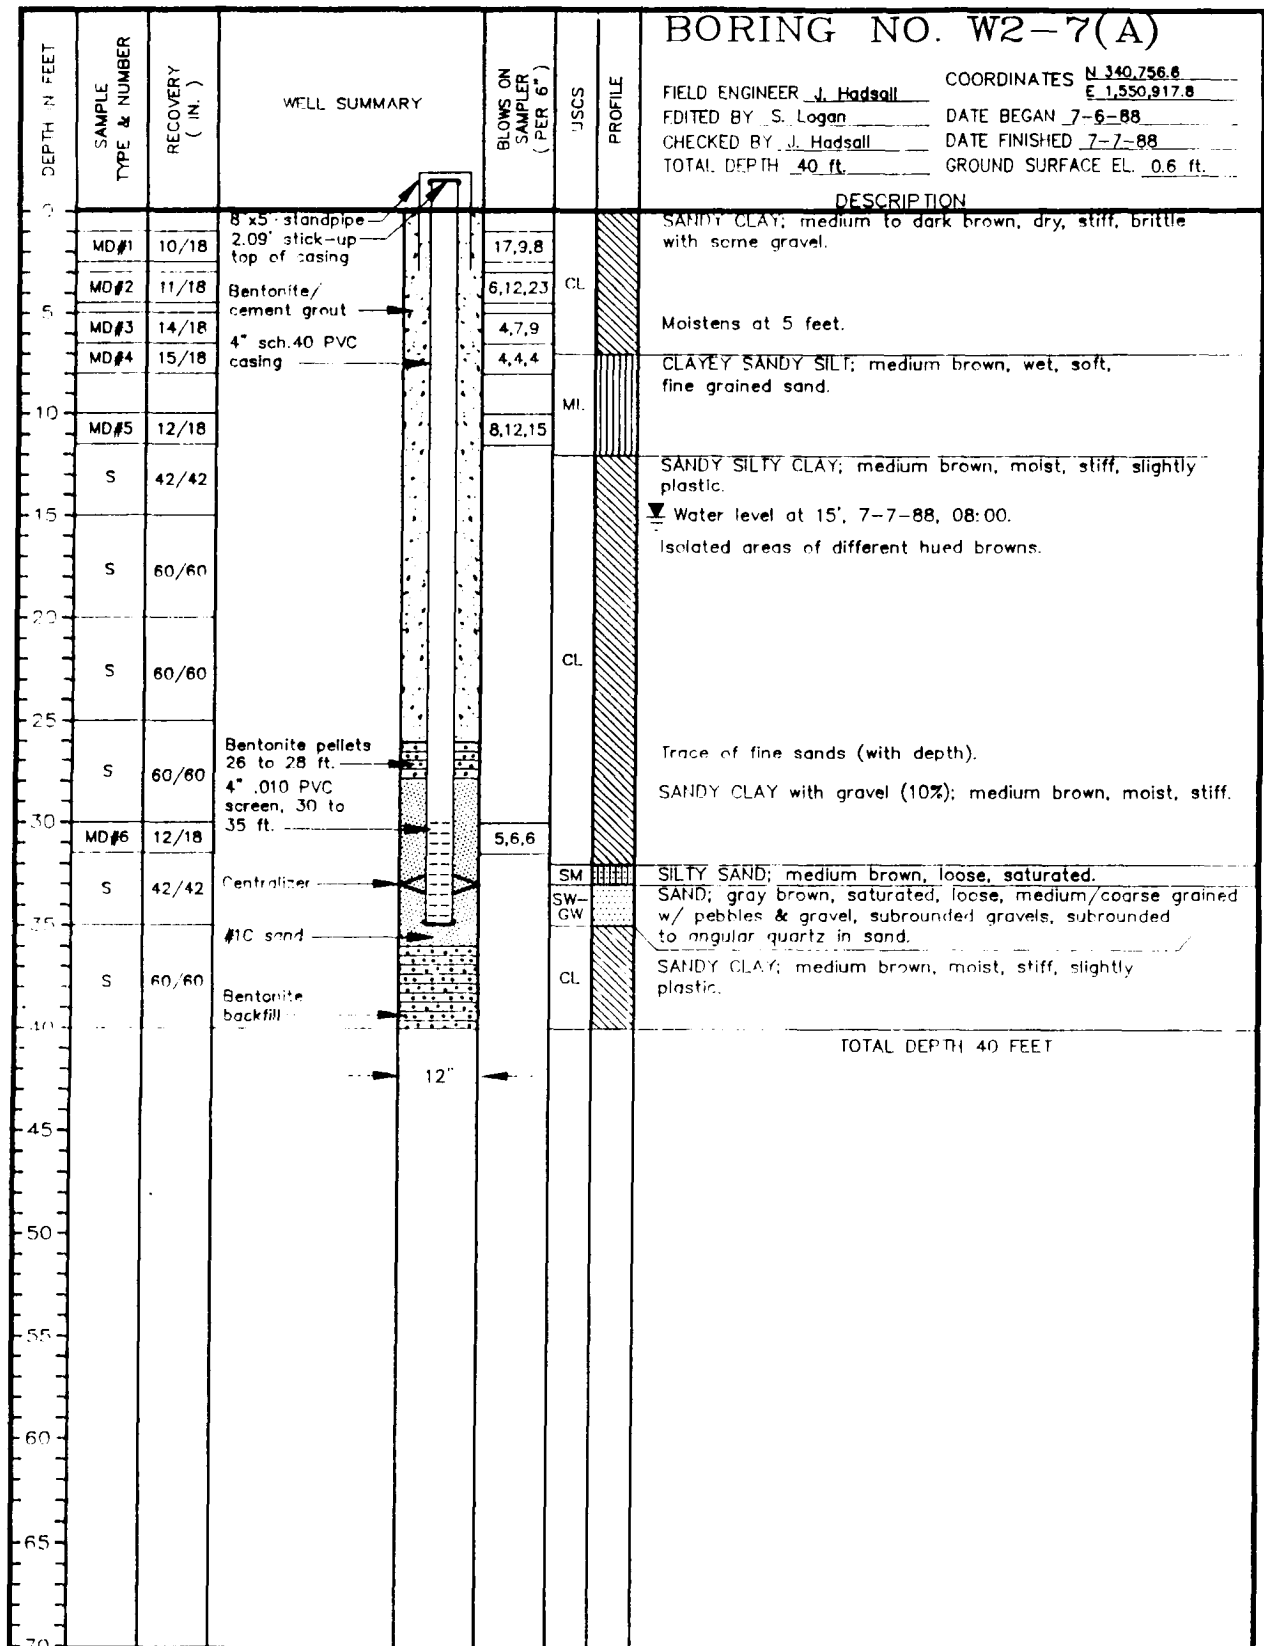 BORING NO. W2-7(A)
DEPTH IN FEET
SAMPLE TYPE & NUMBER
RECOVERY ( IN. )
WELL SUMMARY
BLOWS ON SAMPLER ( PER 6" )
USCS
PROFILE
FIELD ENGINEER J. Hadsall
COORDINATES N 340,756.6
E 1,550,917.8
EDITED BY S. Logan
DATE BEGAN 7-6-88
CHECKED BY J. Hadsall
DATE FINISHED 7-7-88
TOTAL DEPTH 40 ft.
GROUND SURFACE EL. 0.6 ft.
DESCRIPTION
0
8"x5' standpipe
2.09' stick-up
top of casing
SANDY CLAY; medium to dark brown, dry, stiff, brittle
with some gravel.
MD#1 10/18 17,9,8
MD#2 11/18 6,12,23 CL
Bentonite/
cement grout
5
MD#3 14/18 4,7,9
Moistens at 5 feet.
4" sch.40 PVC
casing
MD#4 15/18 4,4,4
CLAYEY SANDY SILT; medium brown, wet, soft,
fine grained sand.
ML
10
MD#5 12/18 8,12,15
S 42/42
SANDY SILTY CLAY; medium brown, moist, stiff, slightly
plastic.
15
Water level at 15', 7-7-88, 08:00.
Isolated areas of different hued browns.
S 60/60
20
S 60/60 CL
25
Bentonite pellets
26 to 28 ft.
Trace of fine sands (with depth).
S 60/60
4" .010 PVC
screen, 30 to
35 ft.
SANDY CLAY with gravel (10%); medium brown, moist, stiff.
30
MD#6 12/18 5,6,6
SM SILTY SAND; medium brown, loose, saturated.
S 42/42 Centralizer
SW-
GW
SAND; gray brown, saturated, loose, medium/coarse grained
w/ pebbles & gravel, subrounded gravels, subrounded
to angular quartz in sand.
35
#1C sand
S 60/60 CL
SANDY CLAY; medium brown, moist, stiff, slightly
plastic.
Bentonite
backfill
40
TOTAL DEPTH 40 FEET
12"
45
50
55
60
65
70